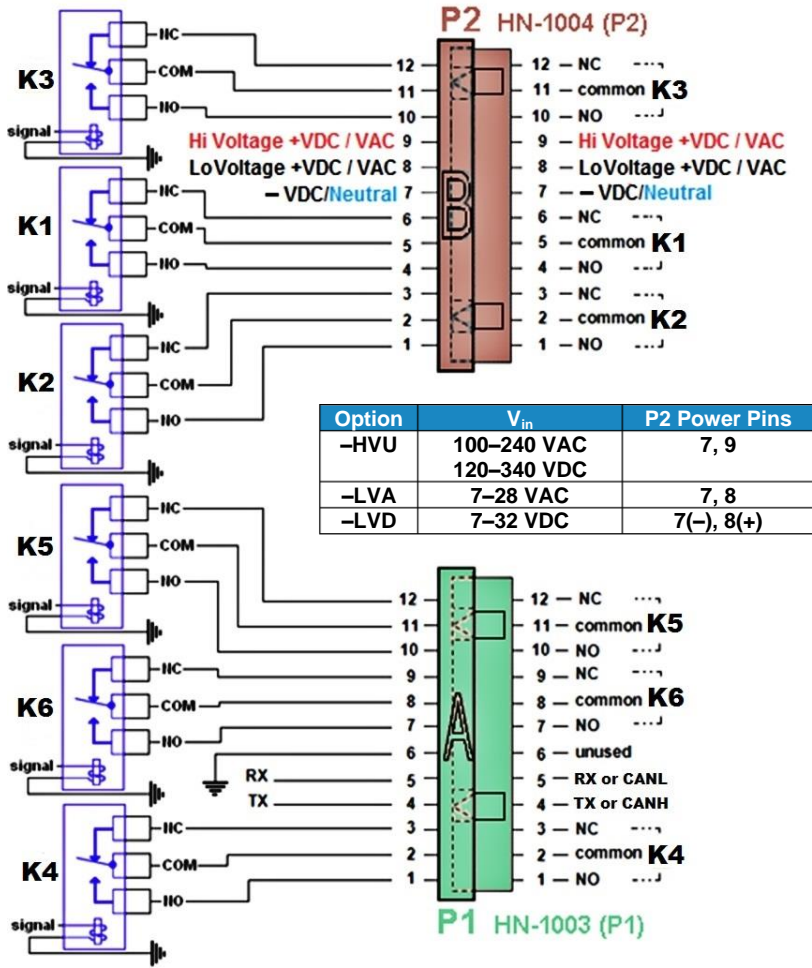 P2 HN-1004 (P2)
K3
NC
COM
NO
signal
12
11
10
12 – NC
11 – common K3
10 – NO
Hi Voltage +VDC / VAC 9
Lo Voltage +VDC / VAC 8
– VDC/Neutral 7
9 – Hi Voltage +VDC / VAC
8 – Lo Voltage +VDC / VAC
7 – – VDC/Neutral
K1
NC
COM
NO
signal
6
5
4
B
6 – NC
5 – common K1
4 – NO
K2
NC
COM
NO
signal
3
2
1
3 – NC
2 – common K2
1 – NO
Option Vin P2 Power Pins
–HVU 100–240 VAC 7, 9
120–340 VDC
–LVA 7–28 VAC 7, 8
–LVD 7–32 VDC 7(–), 8(+)
K5
NC
COM
NO
signal
12
11
10
12 – NC
11 – common K5
10 – NO
K6
NC
COM
NO
signal
9
8
7
A
9 – NC
8 – common K6
7 – NO
6
6 – unused
RX 5
5 – RX or CANL
TX 4
4 – TX or CANH
K4
NC
COM
NO
signal
3
2
1
3 – NC
2 – common K4
1 – NO
P1 HN-1003 (P1)